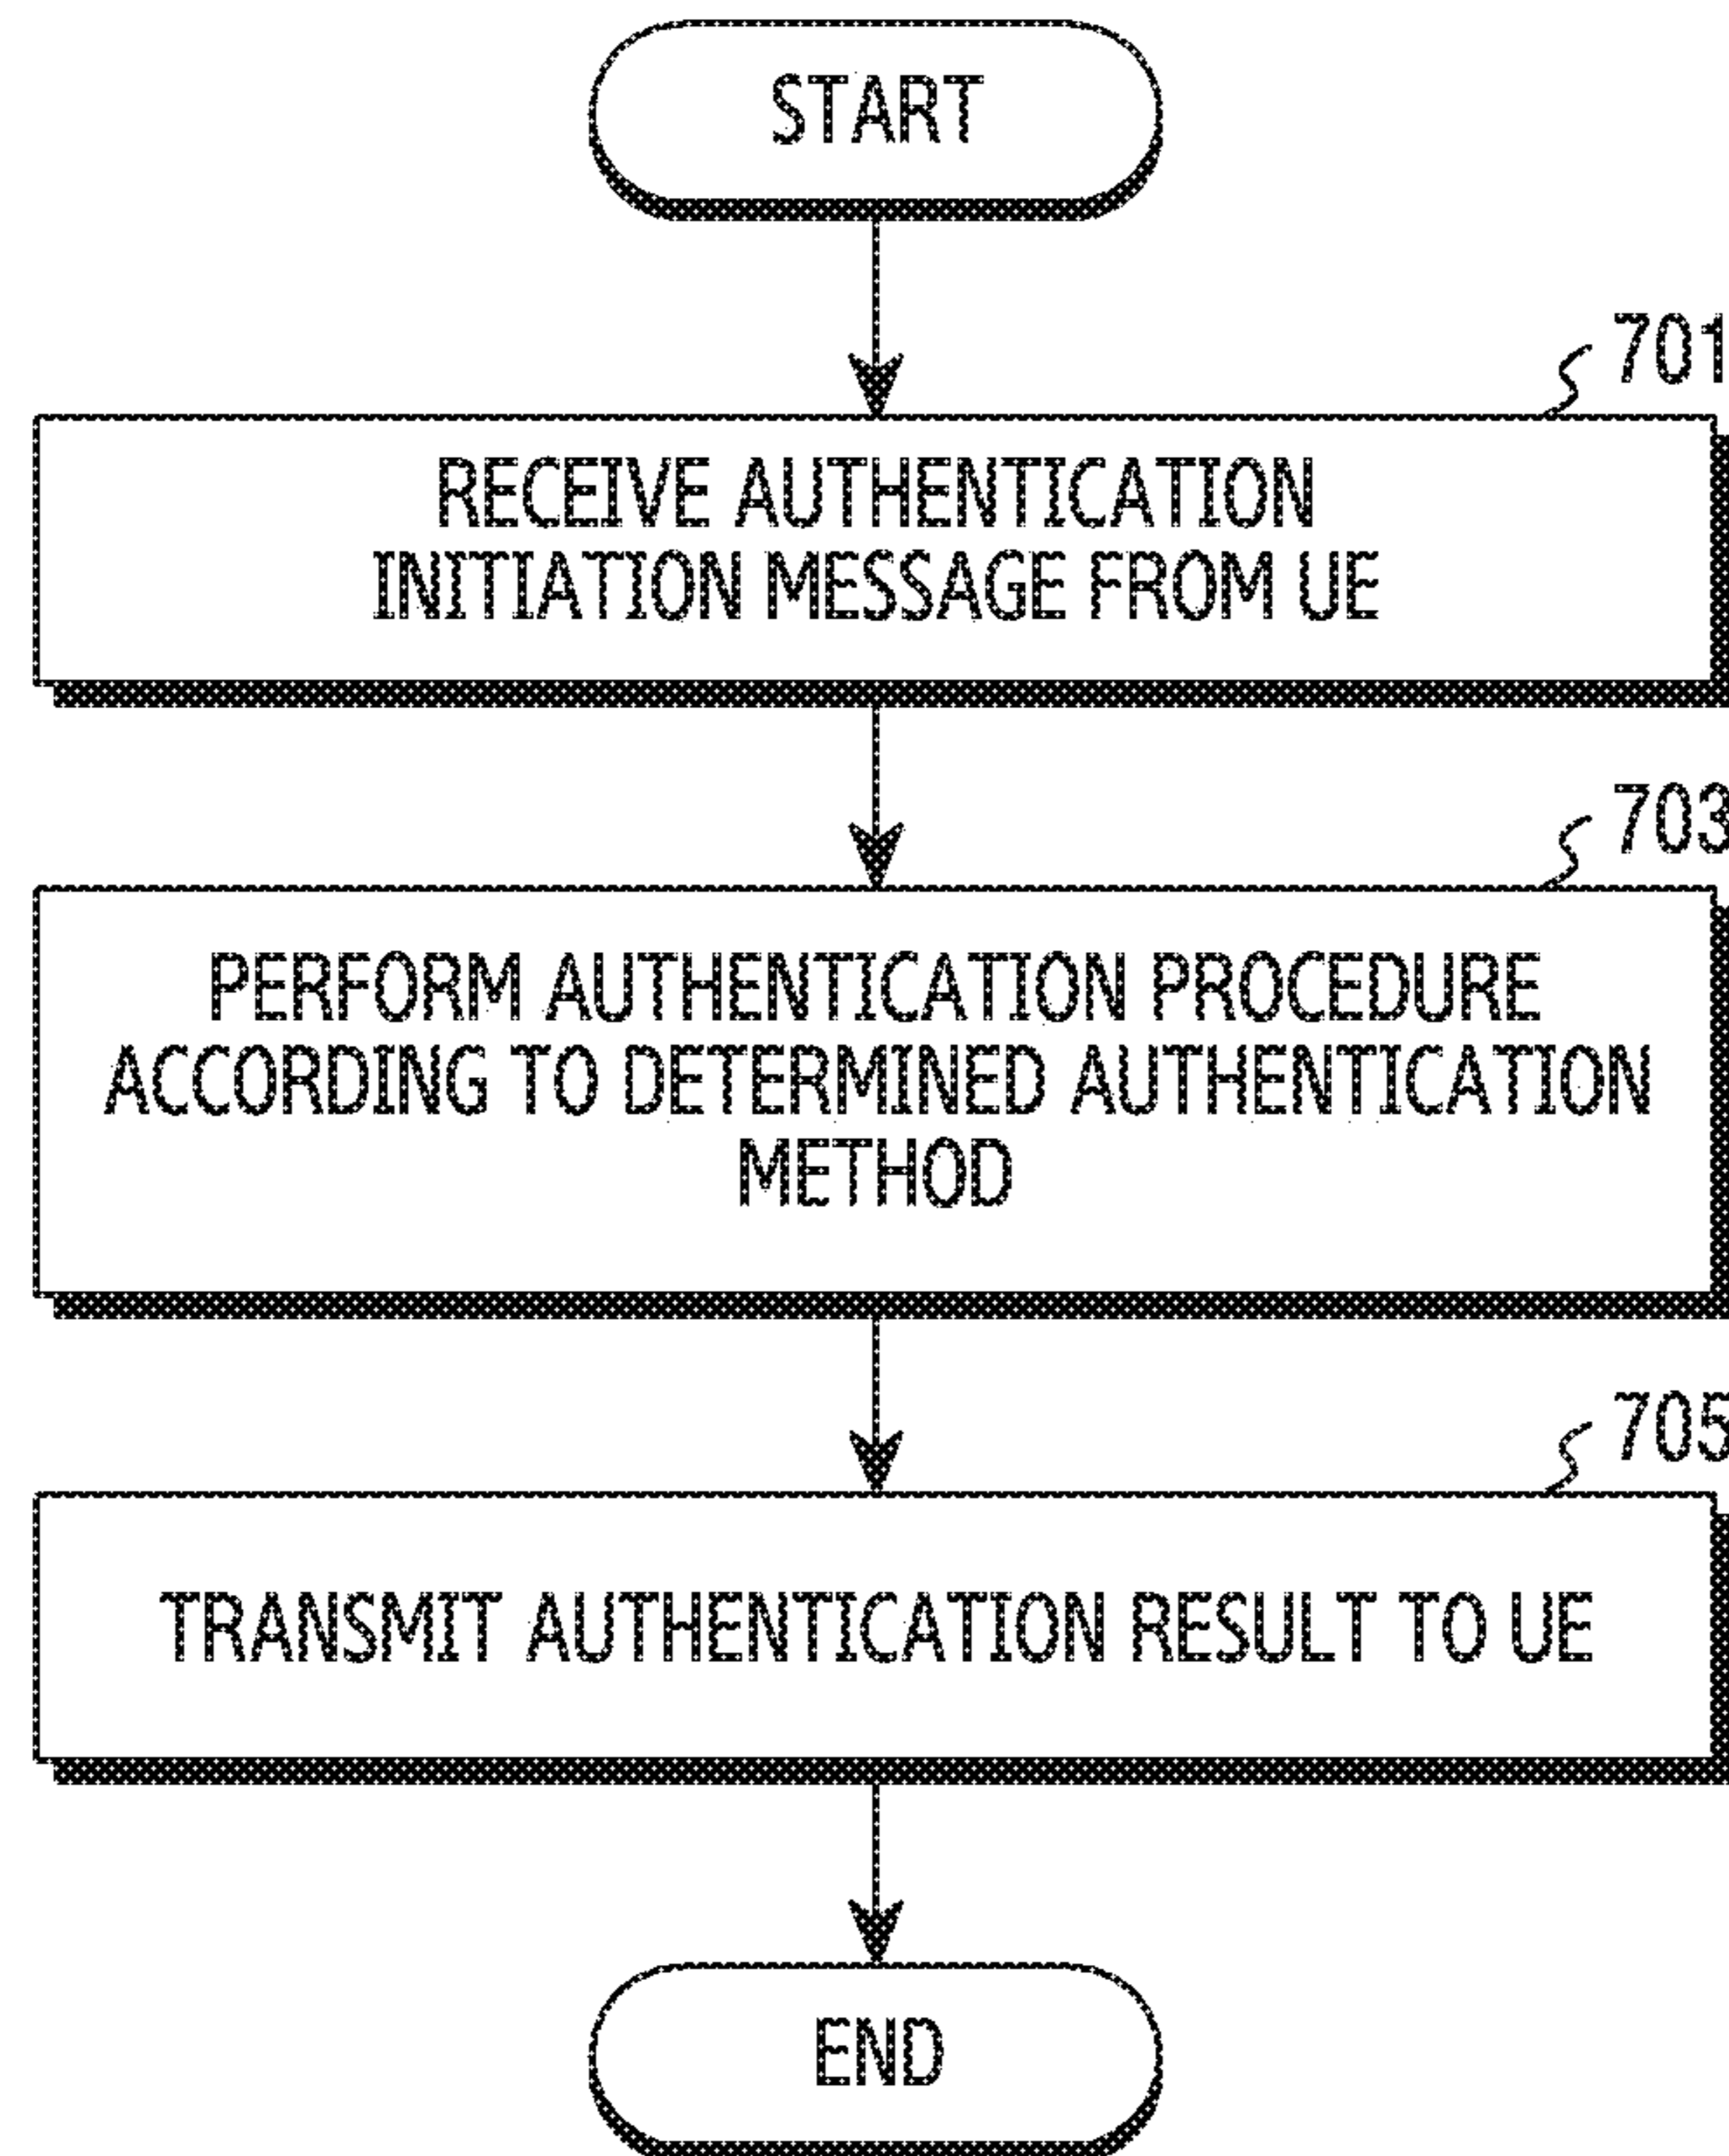 START
701
RECEIVE AUTHENTICATION
INITIATION MESSAGE FROM UE
703
PERFORM AUTHENTICATION PROCEDURE
ACCORDING TO DETERMINED AUTHENTICATION
METHOD
705
TRANSMIT AUTHENTICATION RESULT TO UE
END